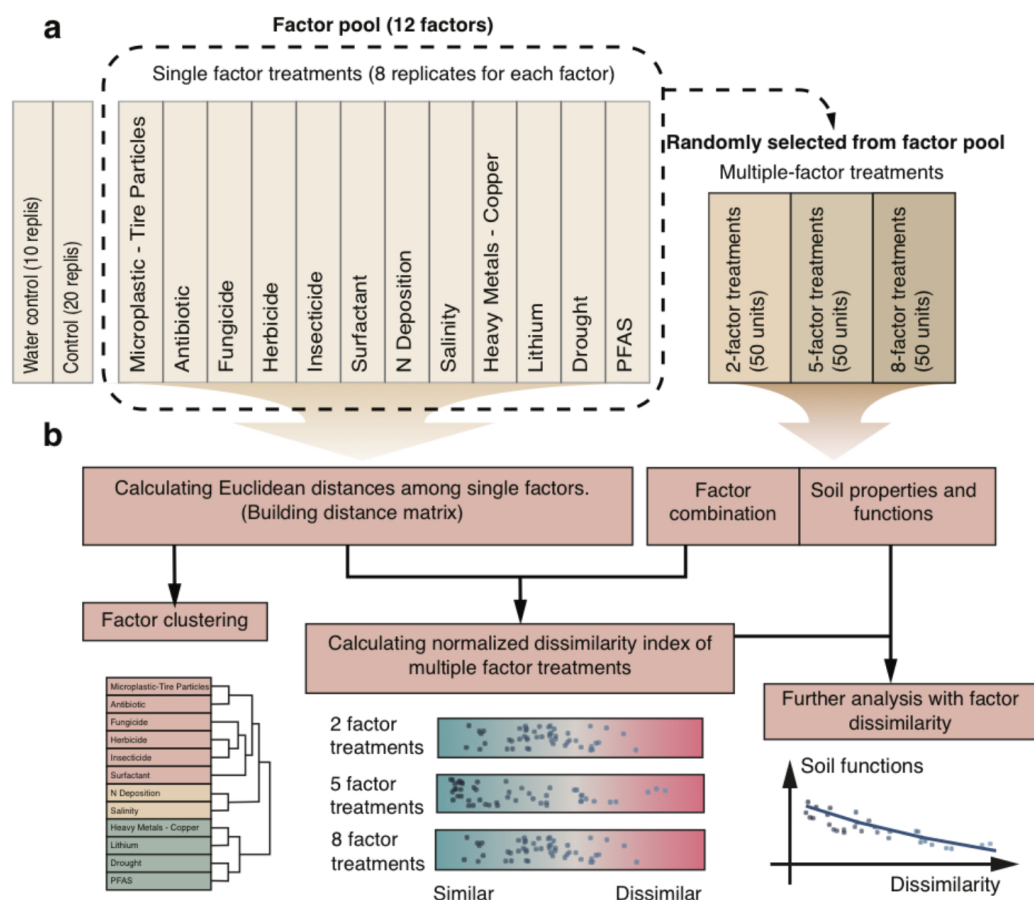 a
Factor pool (12 factors)
Single factor treatments (8 replicates for each factor)
Water control (10 replis)
Control (20 replis)
Microplastic - Tire Particles
Antibiotic
Fungicide
Herbicide
Insecticide
Surfactant
N Deposition
Salinity
Heavy Metals - Copper
Lithium
Drought
PFAS
Randomly selected from factor pool
Multiple-factor treatments
2-factor treatments
(50 units)
5-factor treatments
(50 units)
8-factor treatments
(50 units)
b
Calculating Euclidean distances among single factors.
(Building distance matrix)
Factor
combination
Soil properties and
functions
Factor clustering
Calculating normalized dissimilarity index of
multiple factor treatments
Further analysis with factor
dissimilarity
Microplastic-Tire Particles
Antibiotic
Fungicide
Herbicide
Insecticide
Surfactant
N Deposition
Salinity
Heavy Metals - Copper
Lithium
Drought
PFAS
2 factor
treatments
5 factor
treatments
8 factor
treatments
Similar
Dissimilar
Soil functions
Dissimilarity